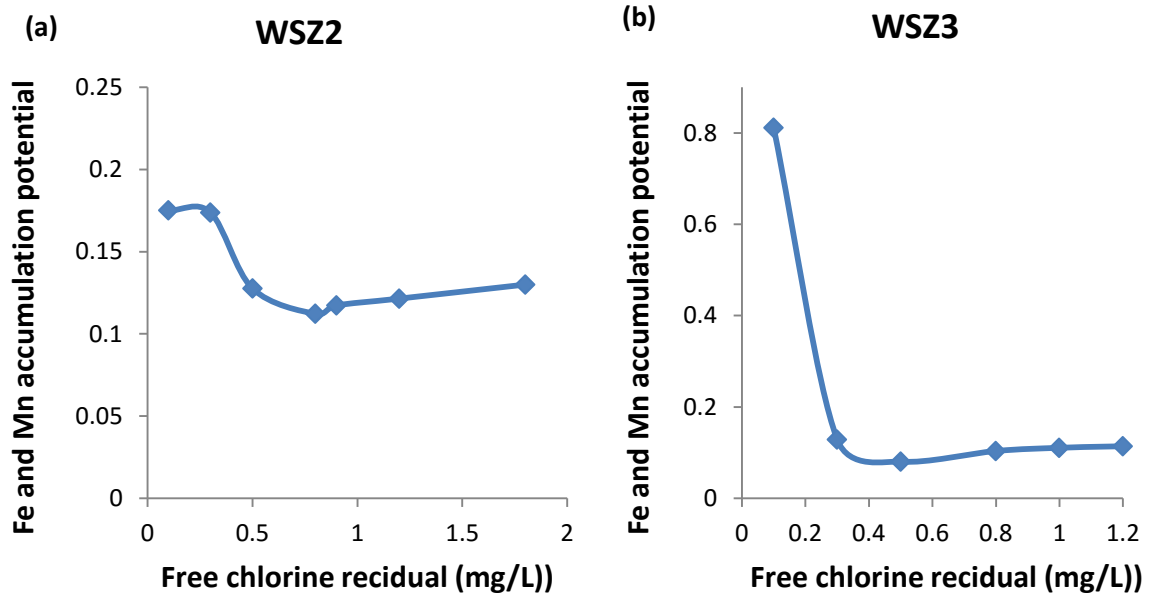 (a)
WSZ2
Fe and Mn accumulation potential
0.25
0.2
0.15
0.1
0.05
0
0 0.5 1 1.5 2
Free chlorine recidual (mg/L))
(b)
WSZ3
Fe and Mn accumulation potential
0.8
0.6
0.4
0.2
0
0 0.2 0.4 0.6 0.8 1 1.2
Free chlorine recidual (mg/L))